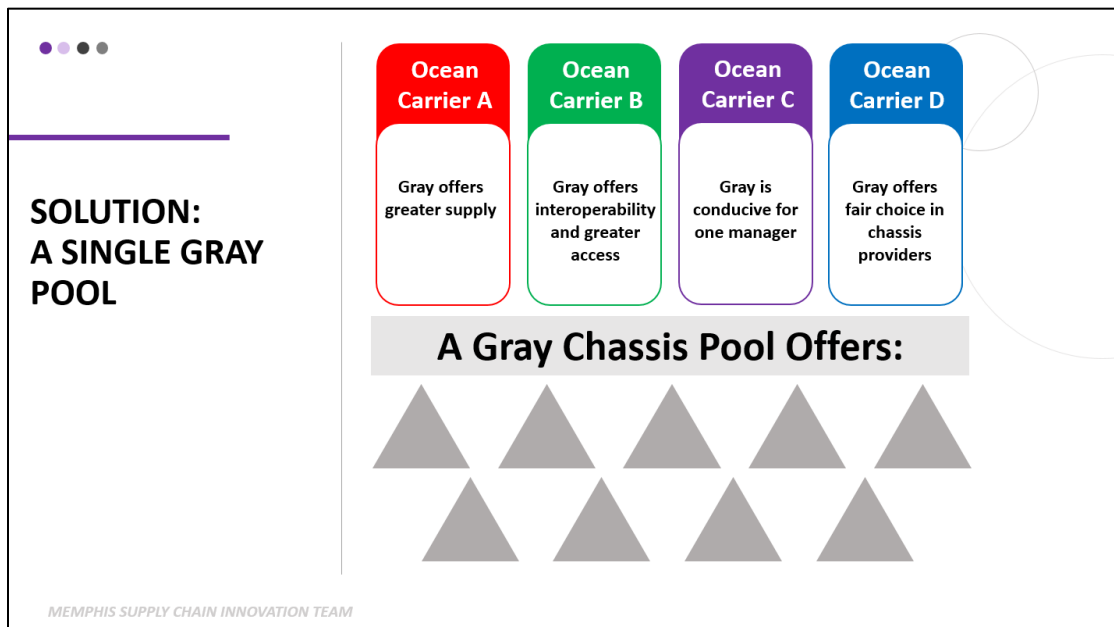 SOLUTION:
A SINGLE GRAY
POOL
Ocean
Carrier A
Gray offers
greater supply
Ocean
Carrier B
Gray offers
interoperability
and greater
access
Ocean
Carrier C
Gray is
conducive for
one manager
Ocean
Carrier D
Gray offers
fair choice in
chassis
providers
A Gray Chassis Pool Offers:
MEMPHIS SUPPLY CHAIN INNOVATION TEAM